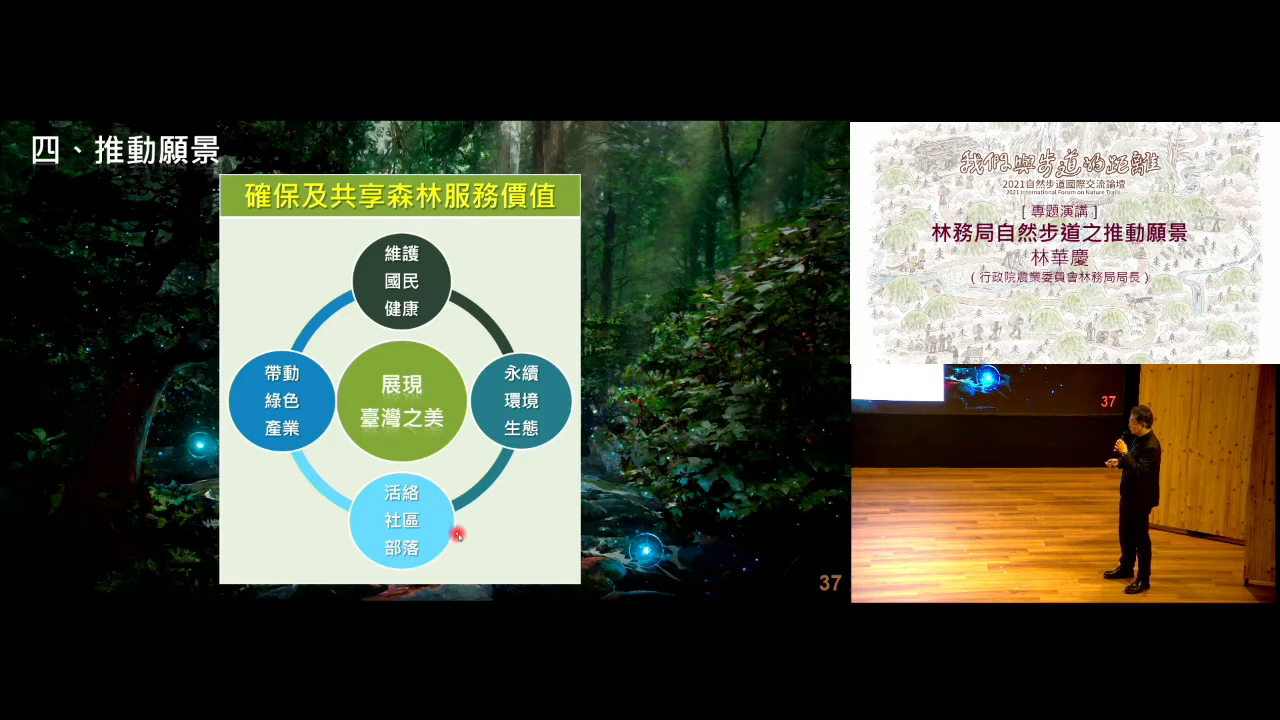 四、推動願景
確保及共享森林服務價值
維護
國民
健康
帶動
綠色
產業
展現
臺灣之美
永續
環境
生態
活絡
社區
部落
37
我們與步道的距離
2021自然步道國際交流論壇
2021 International Forum on Nature Trails
[ 專題演講 ]
林務局自然步道之推動願景
林華慶
( 行政院農業委員會林務局局長 )
37